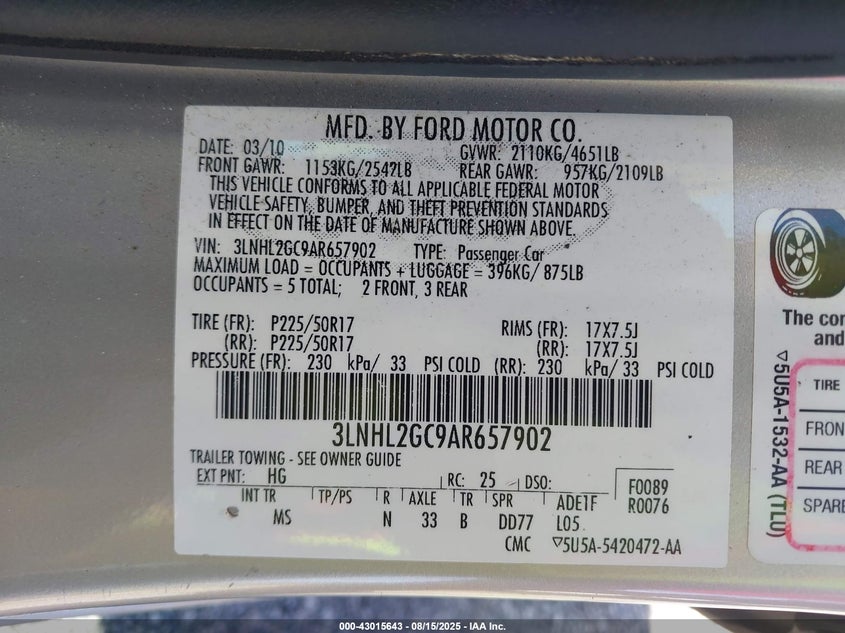 MFD. BY FORD MOTOR CO.
DATE: 03/10 GVWR: 2110KG/4651LB
FRONT GAWR: 1153KG/2542LB REAR GAWR: 957KG/2109LB
THIS VEHICLE CONFORMS TO ALL APPLICABLE FEDERAL MOTOR
VEHICLE SAFETY, BUMPER, AND THEFT PREVENTION STANDARDS
IN EFFECT ON THE DATE OF MANUFACTURE SHOWN ABOVE.
VIN: 3LNHL2GC9AR657902 TYPE: Passenger Car
MAXIMUM LOAD = OCCUPANTS + LUGGAGE = 396KG/ 875LB
OCCUPANTS = 5 TOTAL; 2 FRONT, 3 REAR
TIRE (FR): P225/50R17 RIMS (FR): 17X7.5J
(RR): P225/50R17 (RR): 17X7.5J
PRESSURE (FR): 230 kPa/ 33 PSI COLD (RR): 230 kPa/ 33 PSI COLD
3LNHL2GC9AR657902
TRAILER TOWING - SEE OWNER GUIDE
EXT PNT: HG RC: 25 DSO: F0089
INT TR TP/PS R AXLE TR SPR ADE1F R0076
MS N 33 B DD77 L05
CMC ▽5U5A-5420472-AA
The co
and
▽5U5A-1532-AA (TLU)
TIRE
FRON
REAR
SPARE
000-43015643 - 08/15/2025 - IAA Inc.